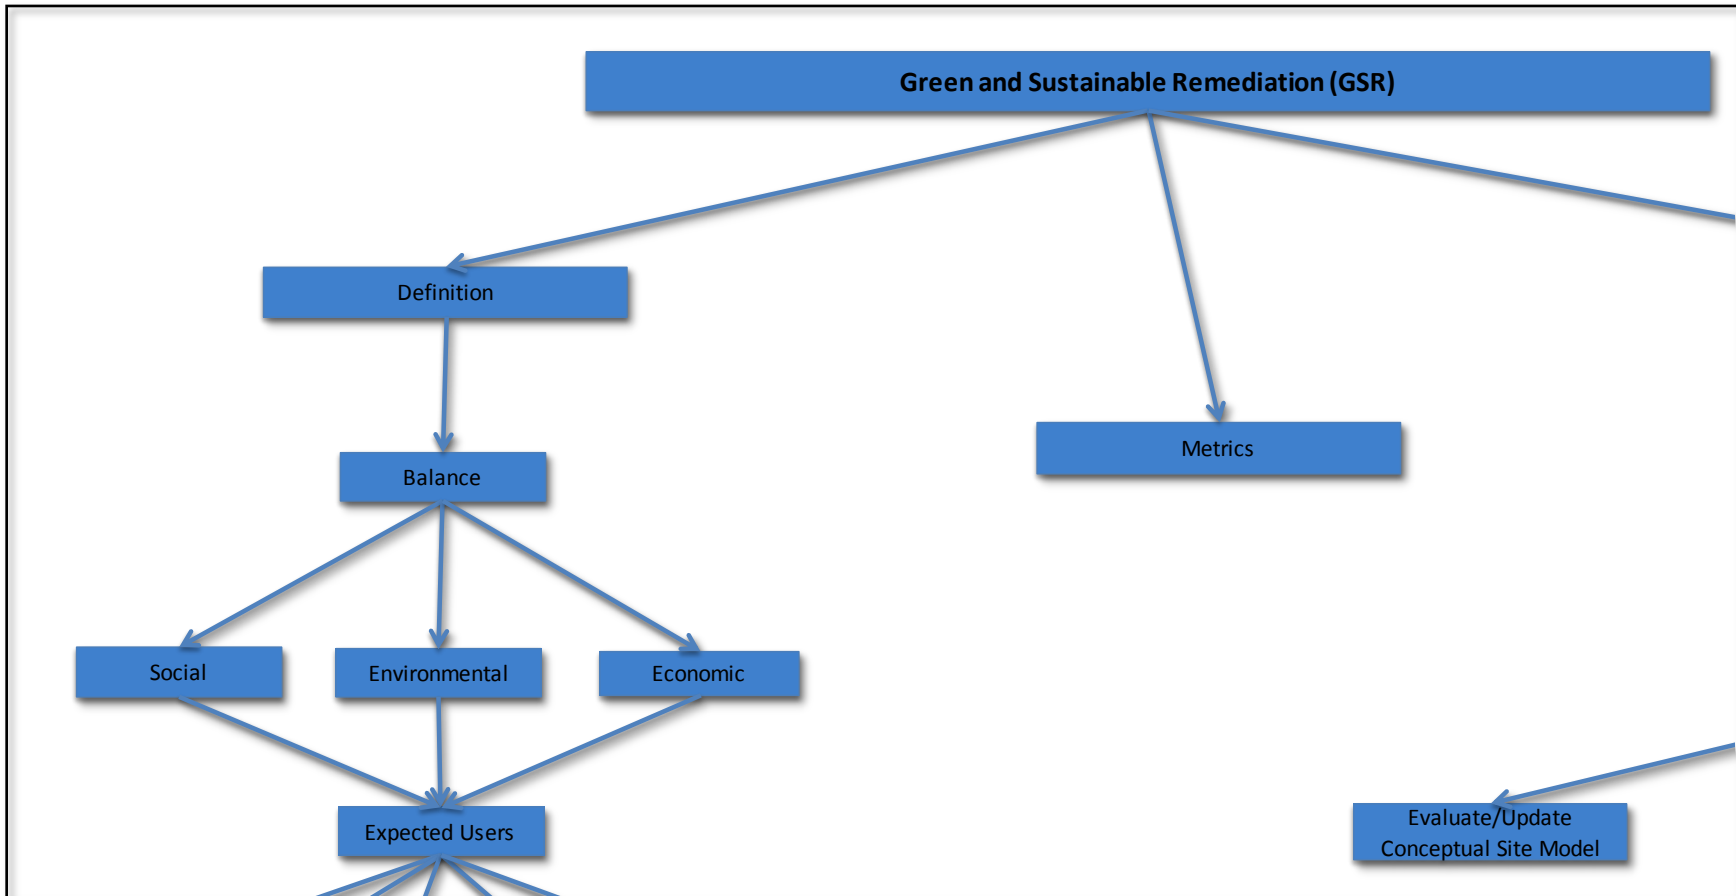 Green and Sustainable Remediation (GSR)
Definition
Metrics
Balance
Social
Environmental
Economic
Expected Users
Evaluate/Update
Conceptual Site Model